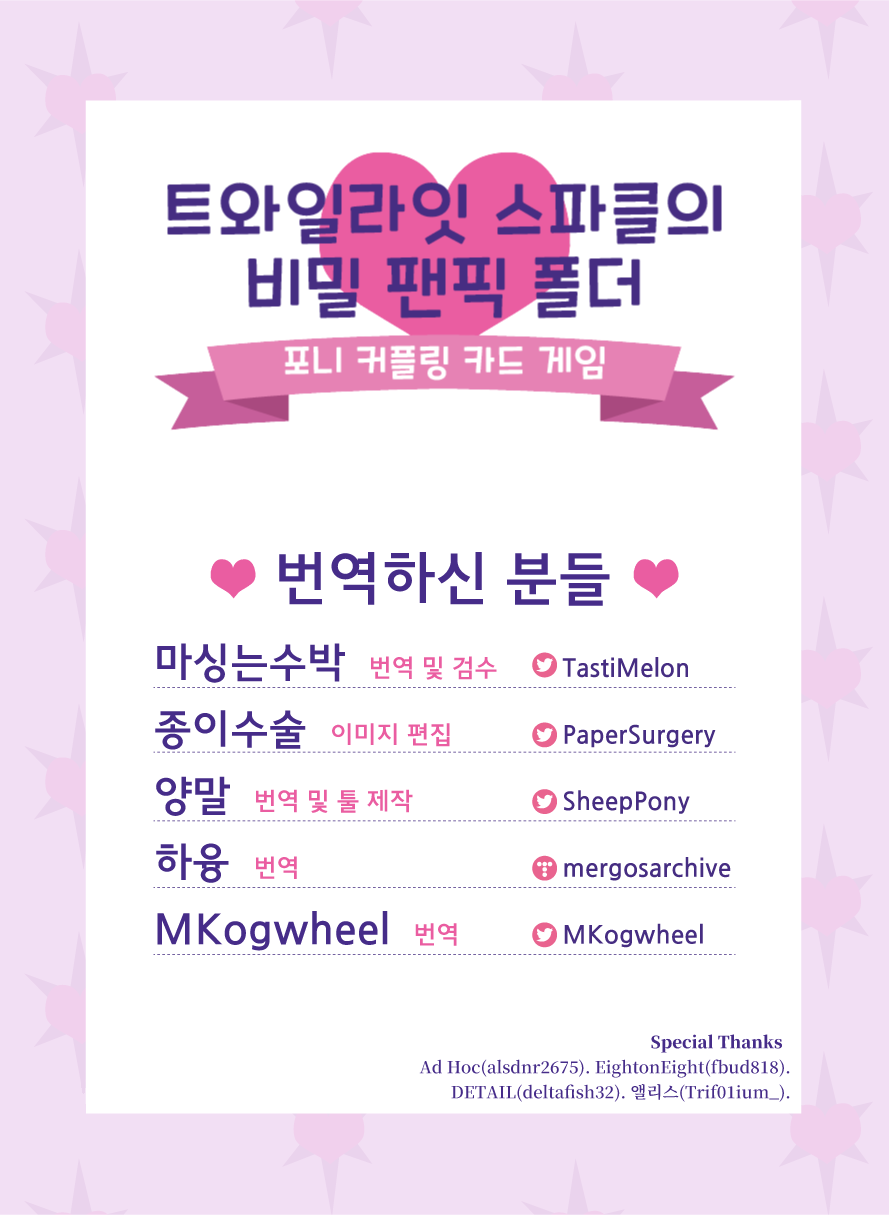 트와일라잇 스파클의
비밀 팬픽 폴더
포니 커플링 카드 게임
번역하신 분들
마싱는수박 번역 및 검수 TastiMelon
종이수술 이미지 편집 PaperSurgery
양말 번역 및 툴 제작 SheepPony
하융 번역 mergosarchive
MKogwheel 번역 MKogwheel
Special Thanks
Ad Hoc(alsdnr2675). EightonEight(fbud818).
DETAIL(deltafish32). 앨리스(Trif01ium_).